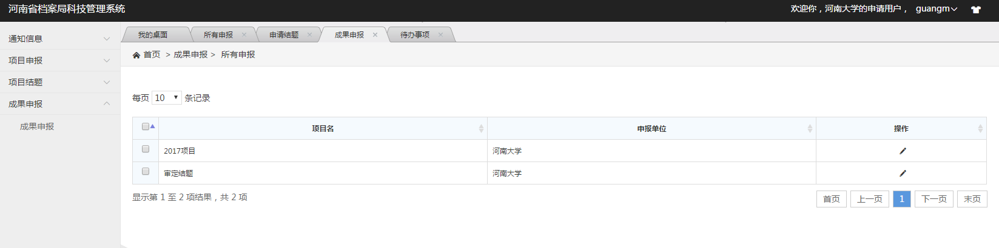 河南省档案局科技管理系统
欢迎你，河南大学的申请用户， guangm
通知信息
项目申报
项目结题
成果申报
成果申报
我的桌面 所有申报 申请结题 成果申报 待办事项
首页 > 成果申报 > 所有申报
每页 10 条记录
项目名 申报单位 操作
2017项目 河南大学
审定结题 河南大学
显示第 1 至 2 项结果，共 2 项
首页 上一页 1 下一页 末页